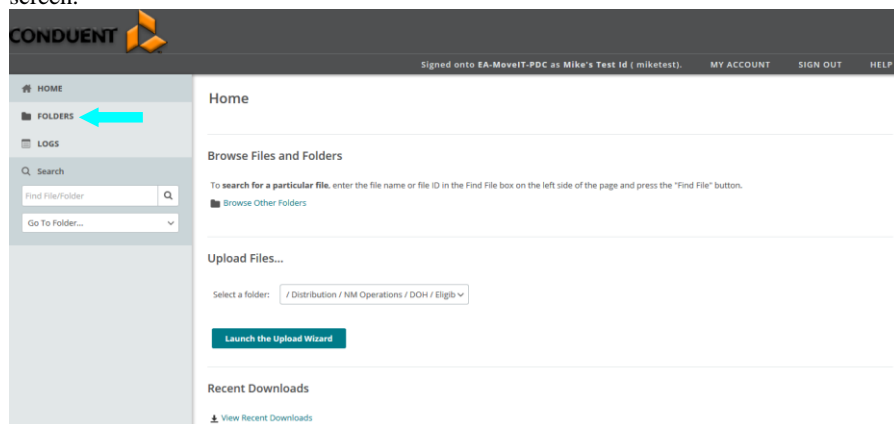 screen.
CONDUENT
Signed onto EA-MoveIT-PDC as Mike's Test Id ( miketest). MY ACCOUNT SIGN OUT HELP
HOME
FOLDERS
LOGS
Search
Find File/Folder
Go To Folder...
Home
Browse Files and Folders
To search for a particular file, enter the file name or file ID in the Find File box on the left side of the page and press the "Find File" button.
Browse Other Folders
Upload Files...
Select a folder: / Distribution / NM Operations / DOH / Eligib
Launch the Upload Wizard
Recent Downloads
View Recent Downloads